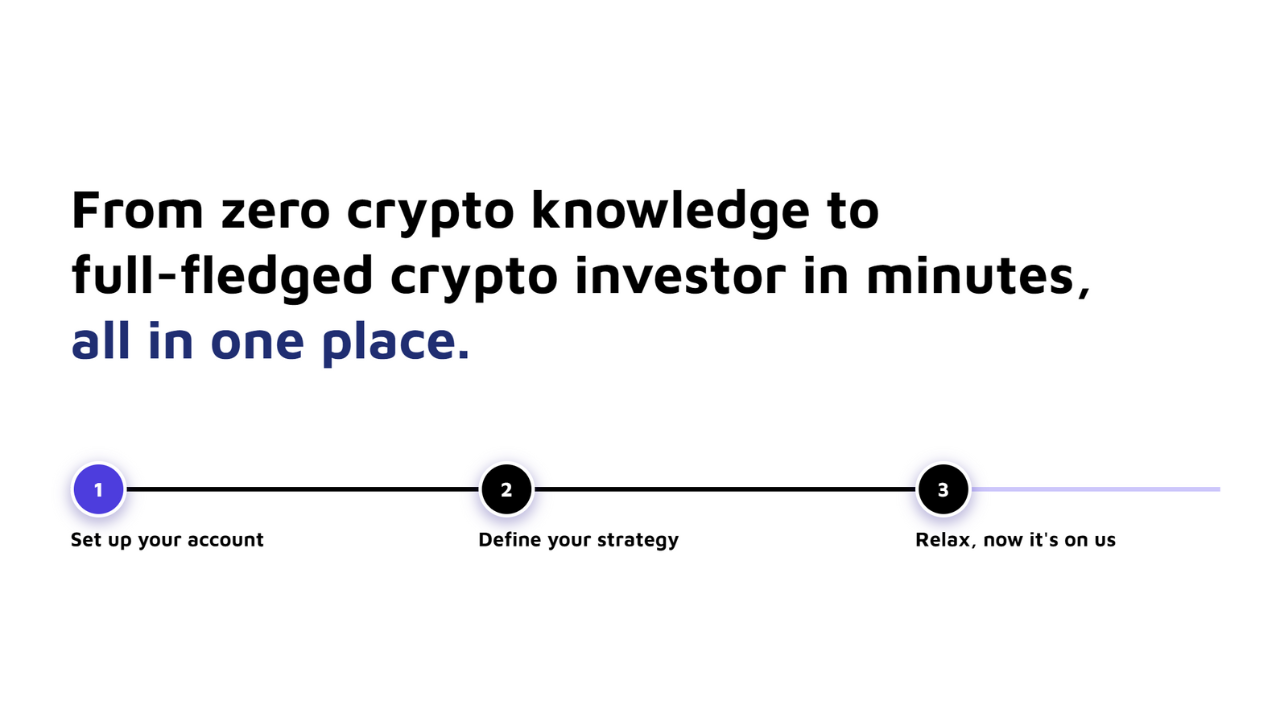 From zero crypto knowledge to
full-fledged crypto investor in minutes,
all in one place.
1
2
3
Set up your account
Define your strategy
Relax, now it's on us